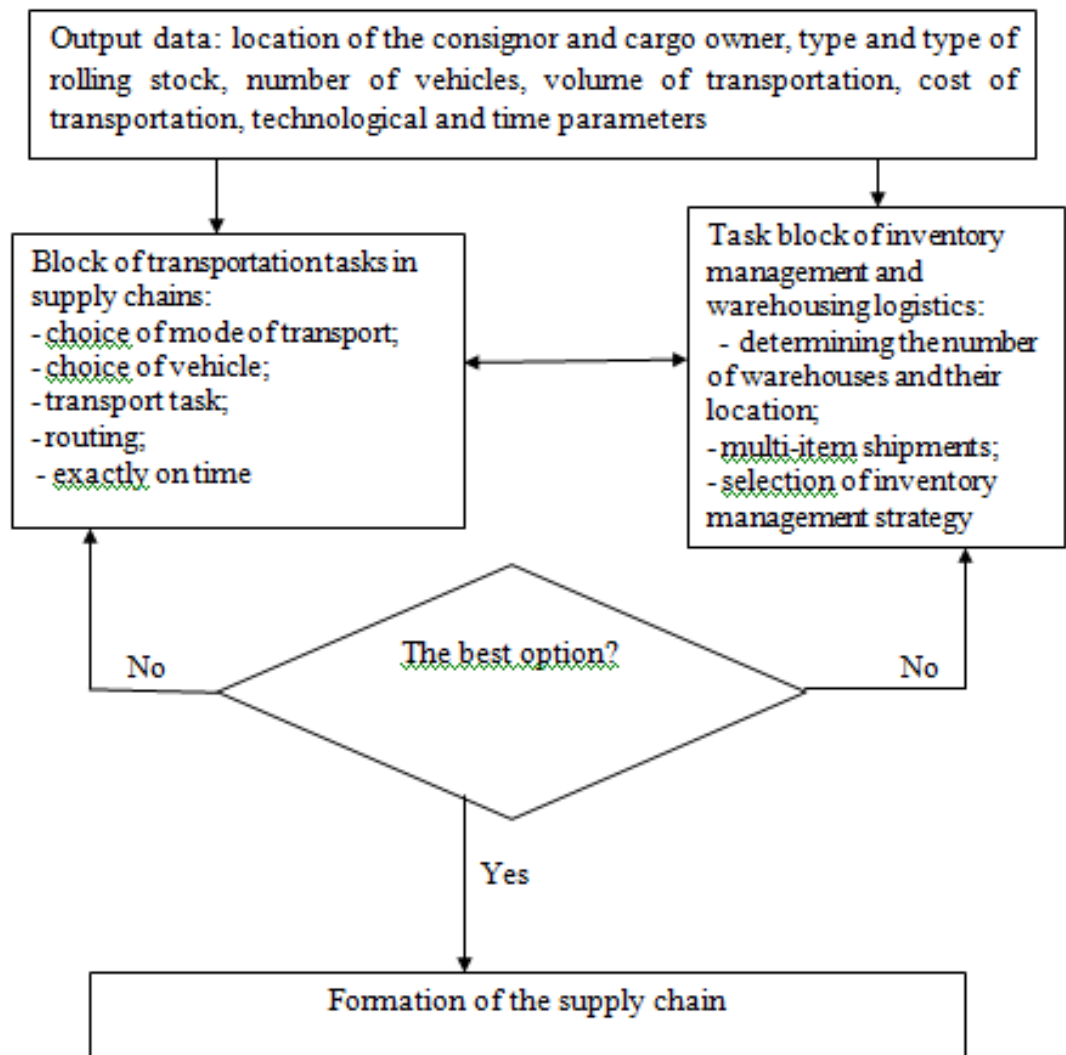 Output data: location of the consignor and cargo owner, type and type of
rolling stock, number of vehicles, volume of transportation, cost of
transportation, technological and time parameters
Block of transportation tasks in
supply chains:
- choice of mode of transport;
- choice of vehicle;
- transport task;
- routing;
- exactly on time
Task block of inventory
management and
warehousing logistics:
- determining the number
of warehouses and their
location;
- multi-item shipments;
- selection of inventory
management strategy
The best option?
No
No
Yes
Formation of the supply chain